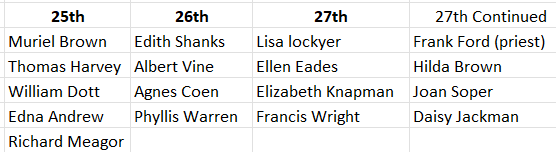 25th 26th 27th 27th Continued
Muriel Brown Edith Shanks Lisa lockyer Frank Ford (priest)
Thomas Harvey Albert Vine Ellen Eades Hilda Brown
William Dott Agnes Coen Elizabeth Knapman Joan Soper
Edna Andrew Phyllis Warren Francis Wright Daisy Jackman
Richard Meagor